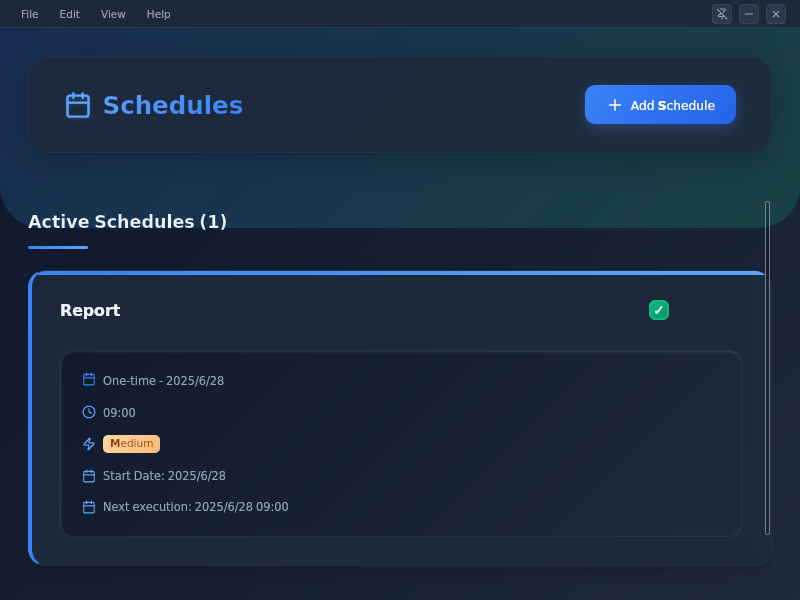 File Edit View Help
Schedules
Add Schedule
Active Schedules (1)
Report
One-time - 2025/6/28
09:00
Medium
Start Date: 2025/6/28
Next execution: 2025/6/28 09:00